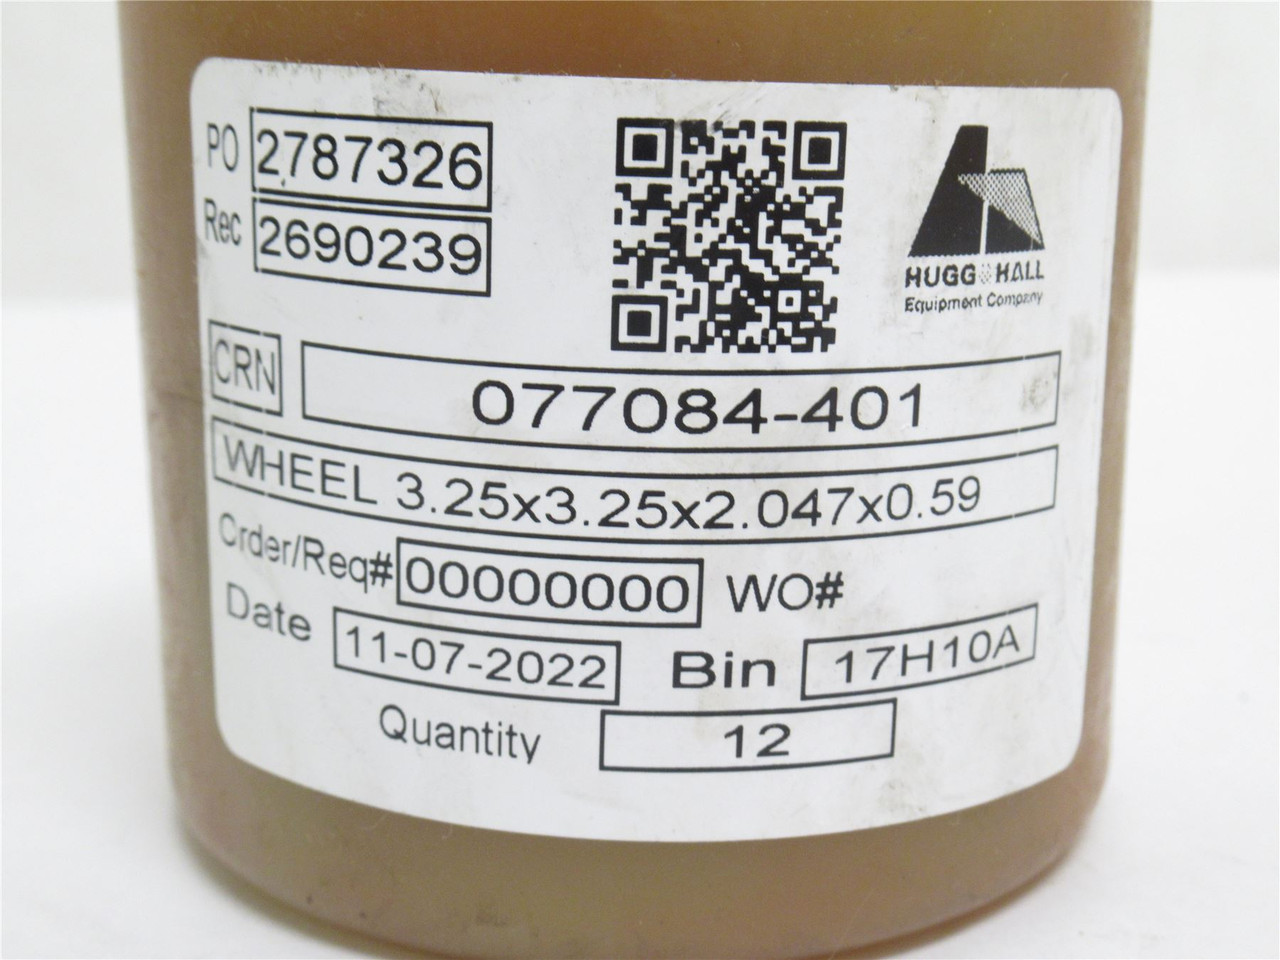 PO 2787326
Rec 2690239
HUGG & HALL
Equipment Company
CRN 077084-401
WHEEL 3.25x3.25x2.047x0.59
Order/Req# 00000000 WO#
Date 11-07-2022 Bin 17H10A
Quantity 12